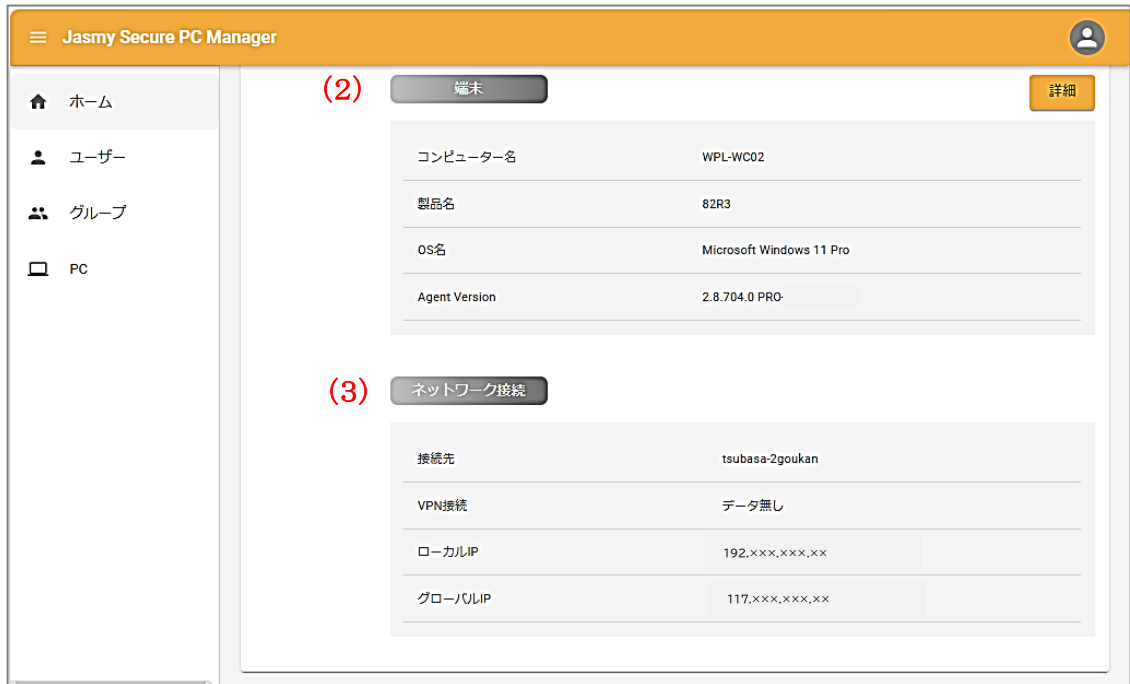 Jasmy Secure PC Manager
ホーム
ユーザー
グループ
PC
(2) 端末 詳細
コンピューター名 WPL-WC02
製品名 82R3
OS名 Microsoft Windows 11 Pro
Agent Version 2.8.704.0 PRO-
(3) ネットワーク接続
接続先 tsubasa-2goukan
VPN接続 データ無し
ローカルIP 192.×××.×××.××
グローバルIP 117.×××.×××.××